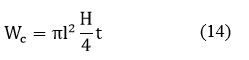 W_c = πl² H/4 t (14)